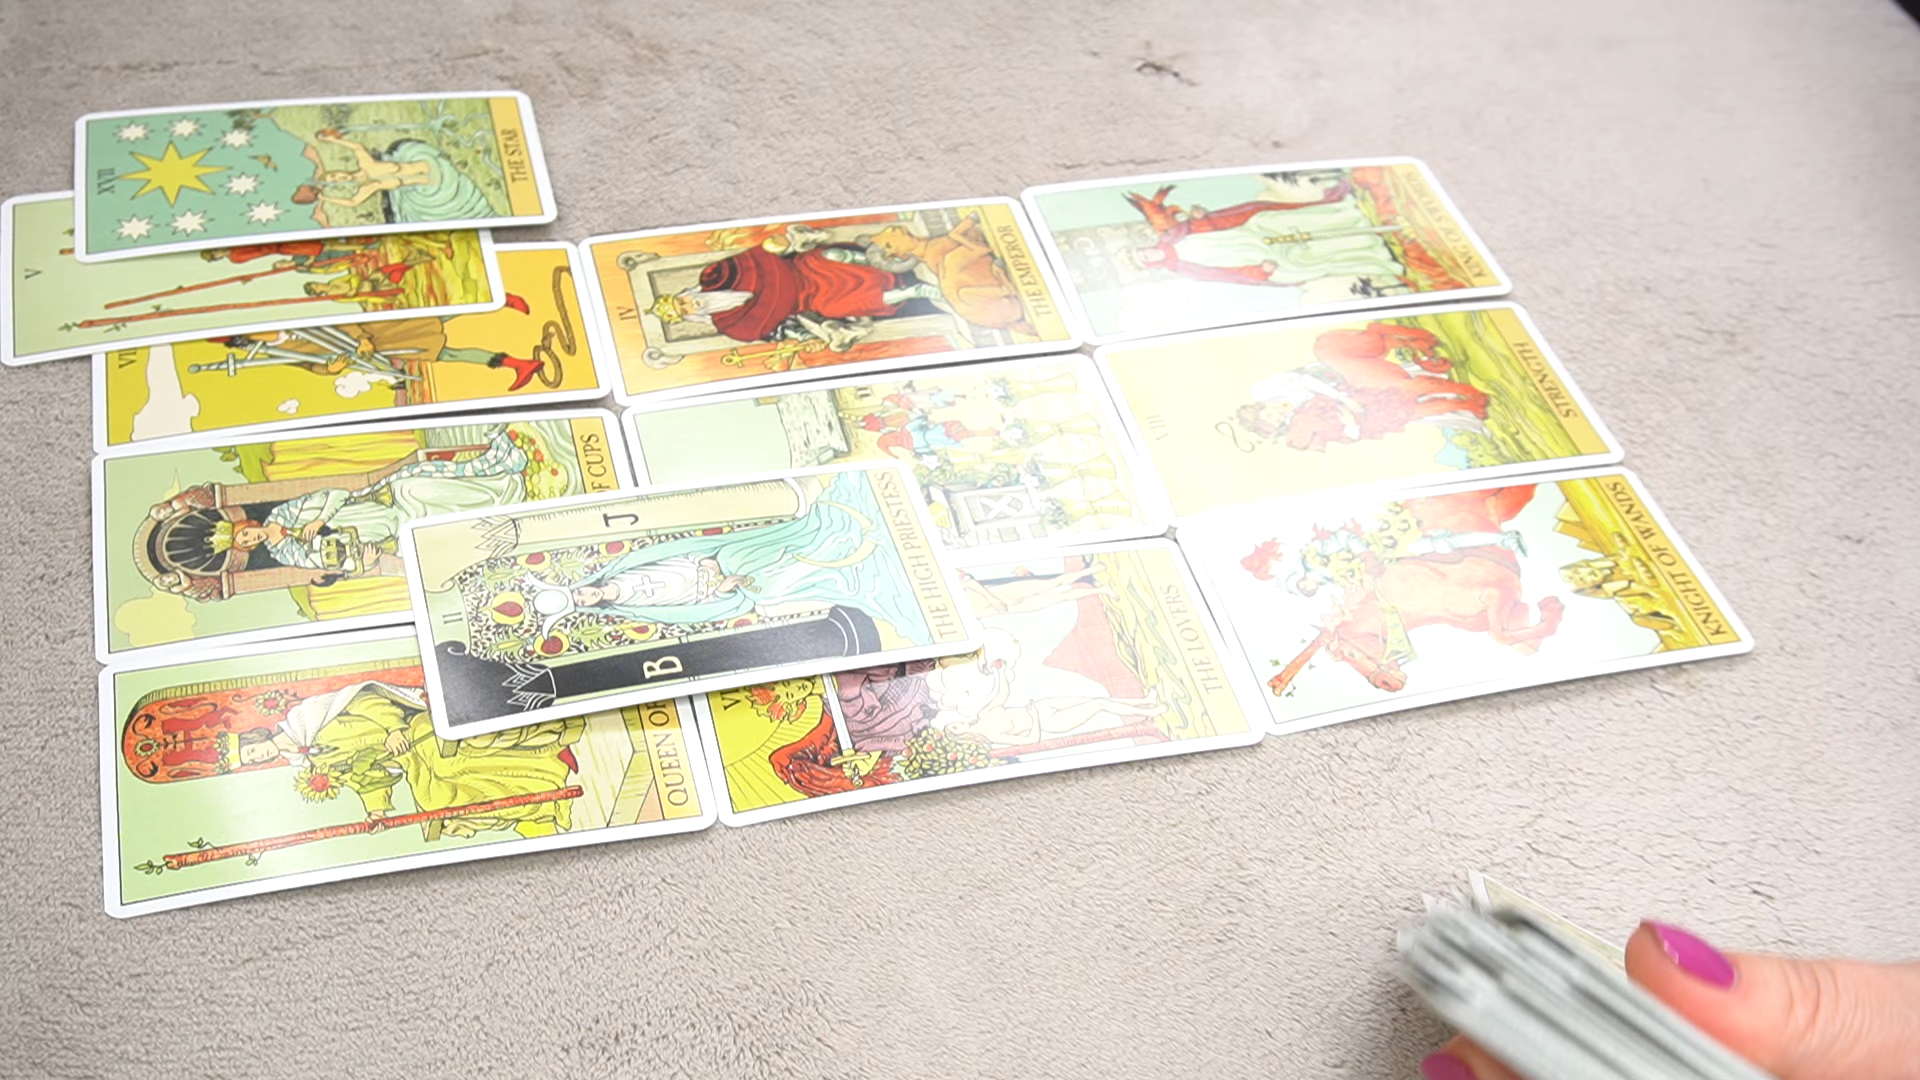 XVII
THE STAR
V
IV
THE EMPEROR
KING OF SWORDS
VIII
STRENGTH
OF CUPS
II
J
B
THE HIGH PRIESTESS
THE LOVERS
KNIGHT OF WANDS
QUEEN OF